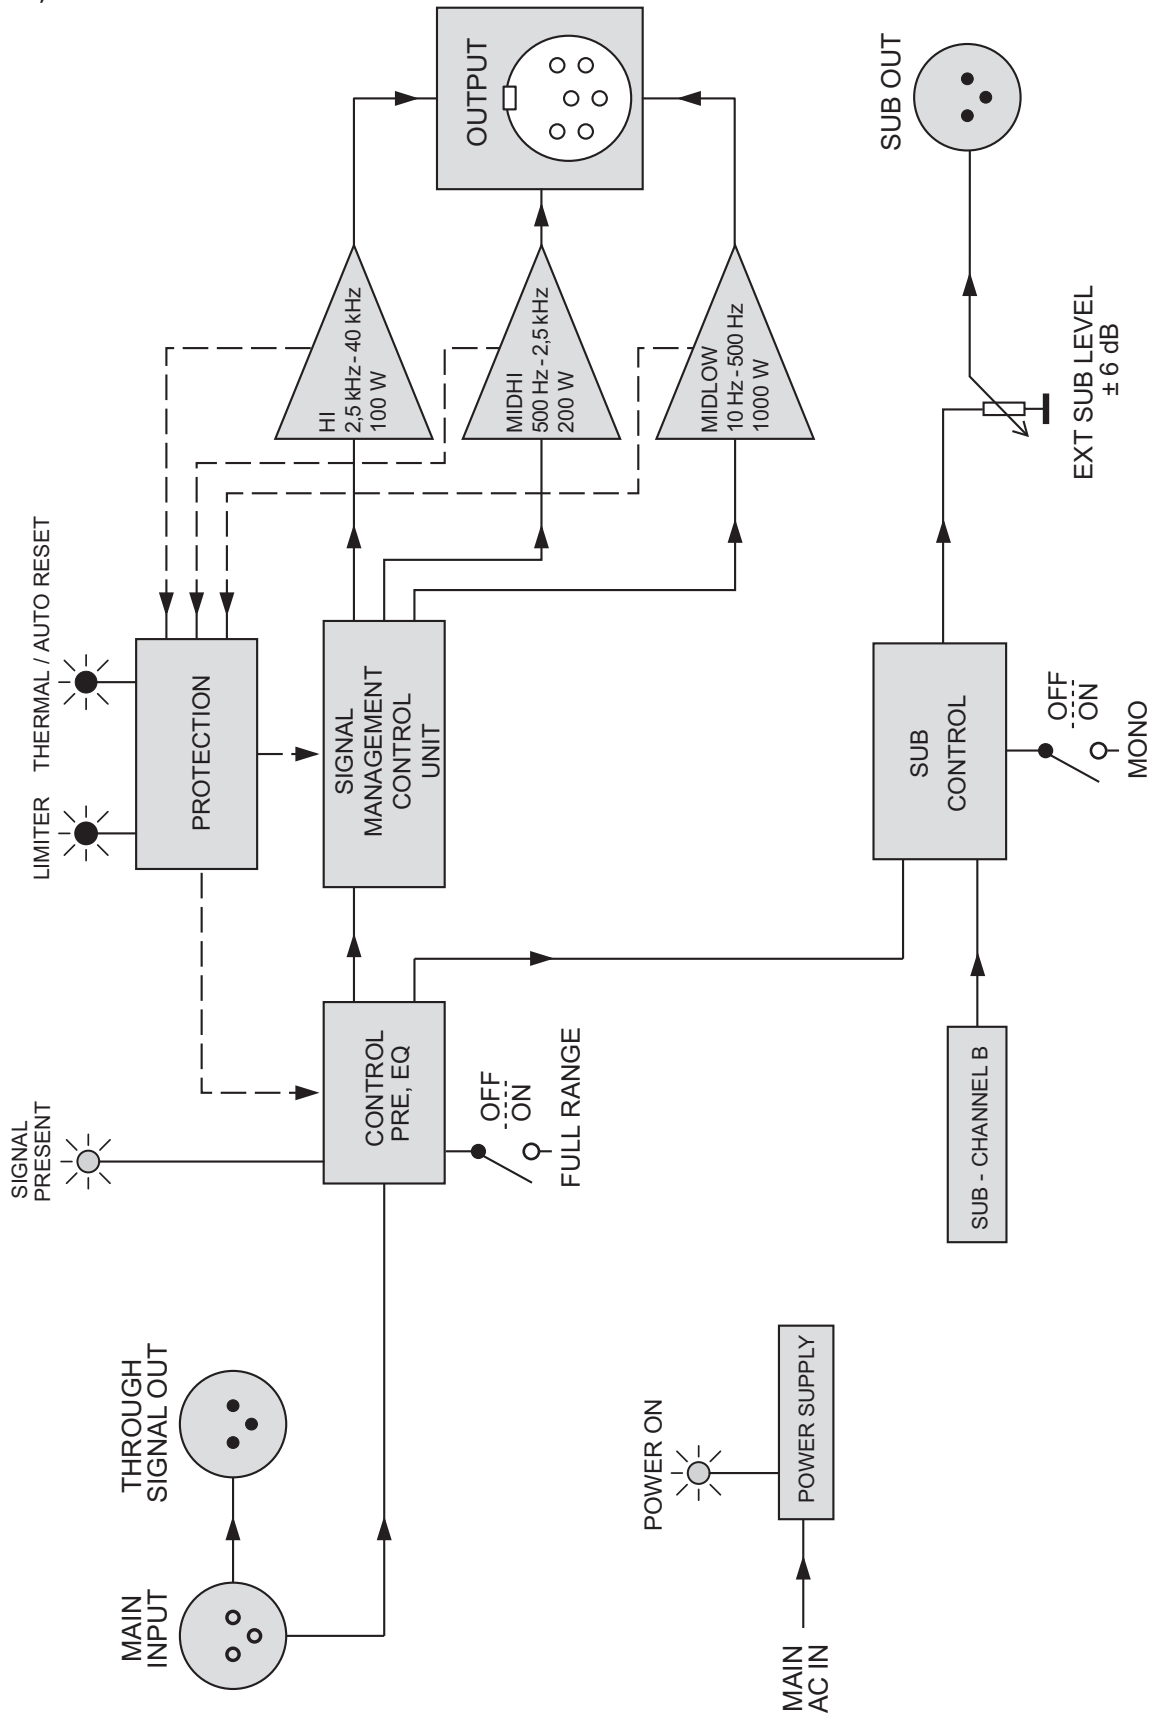 MAIN
INPUT
THROUGH
SIGNAL OUT
SIGNAL
PRESENT
LIMITER
THERMAL / AUTO RESET
PROTECTION
CONTROL
PRE, EQ
OFF
ON
FULL RANGE
SIGNAL
MANAGEMENT
CONTROL
UNIT
HI
2,5 kHz - 40 kHz
100 W
MIDHI
500 Hz - 2,5 kHz
200 W
MIDLOW
10 Hz - 500 Hz
1000 W
OUTPUT
POWER ON
MAIN
AC IN
POWER SUPPLY
SUB - CHANNEL B
SUB
CONTROL
OFF
ON
MONO
EXT SUB LEVEL
± 6 dB
SUB OUT